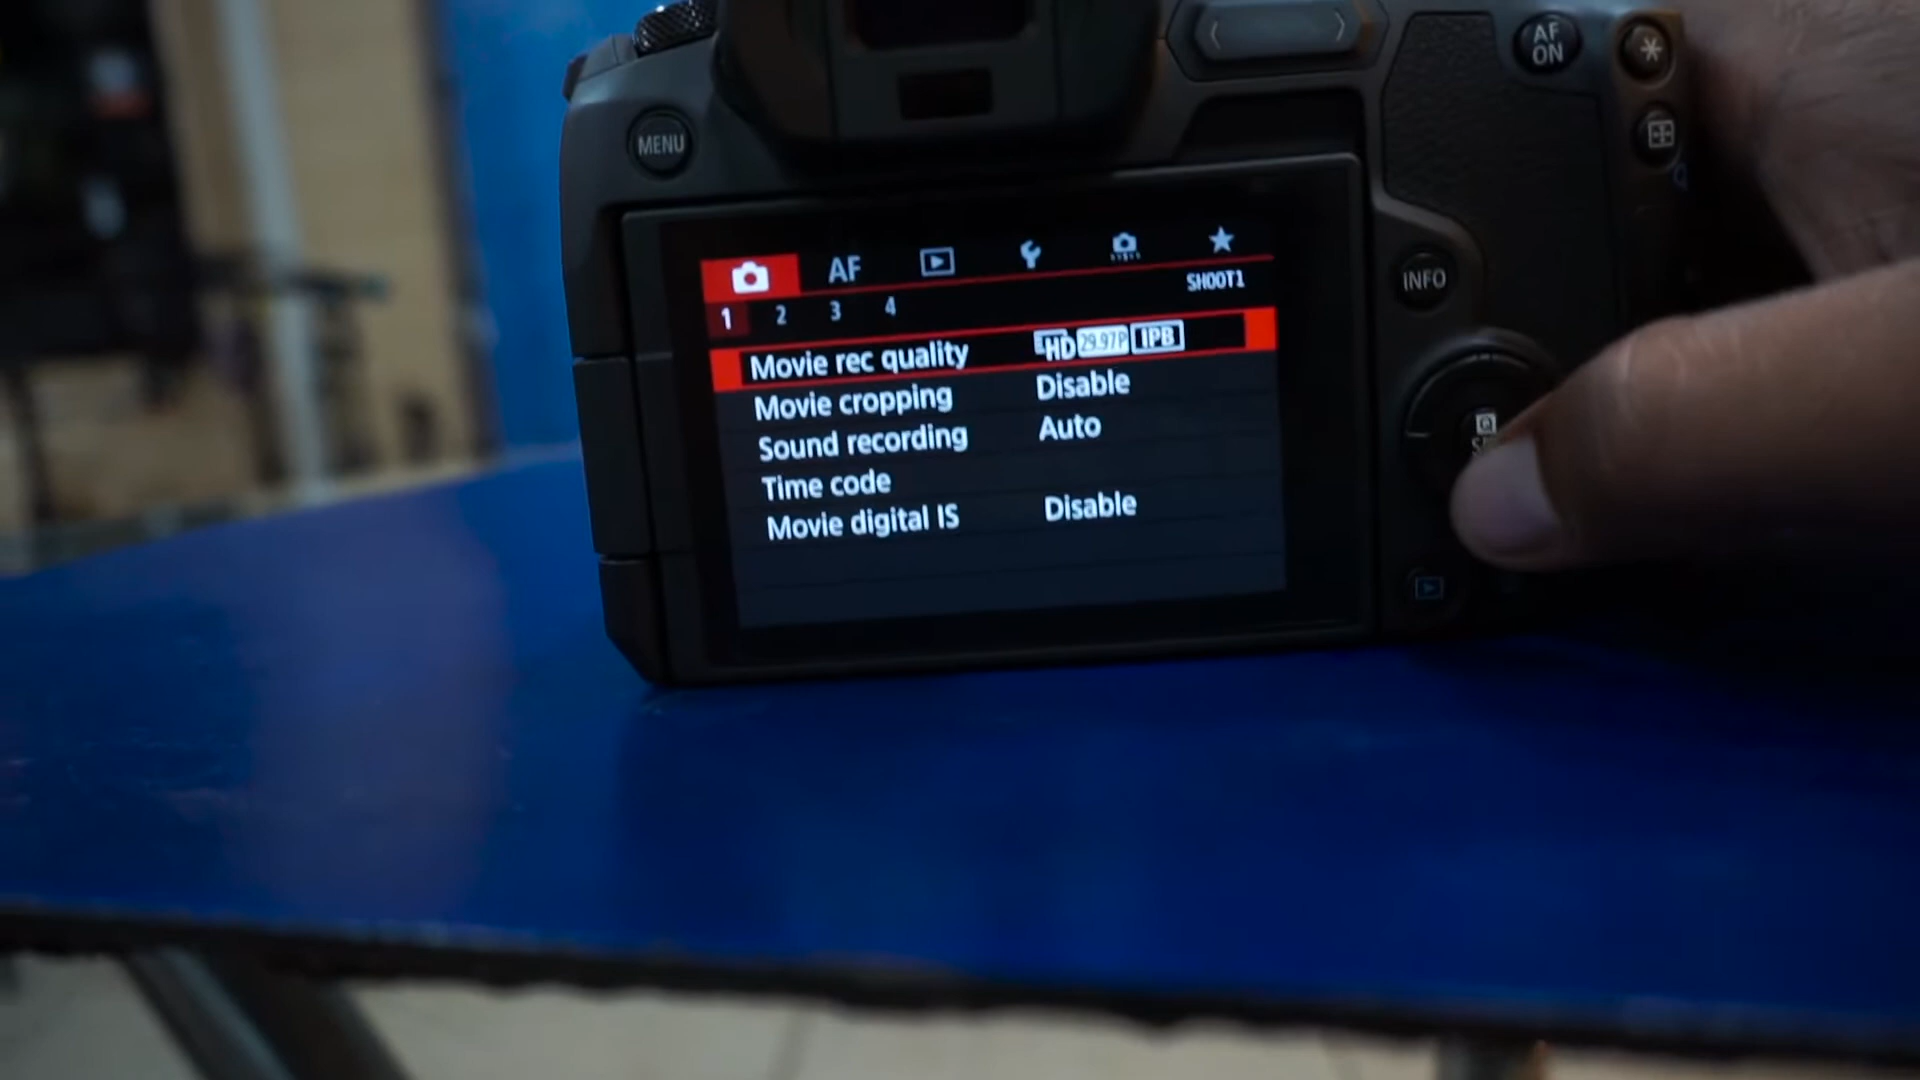 AF
ON
MENU
AF
SHOOT1
1 2 3 4
INFO
Movie rec quality HD 29.97P IPB
Movie cropping Disable
Sound recording Auto
Time code
Movie digital IS Disable
Q